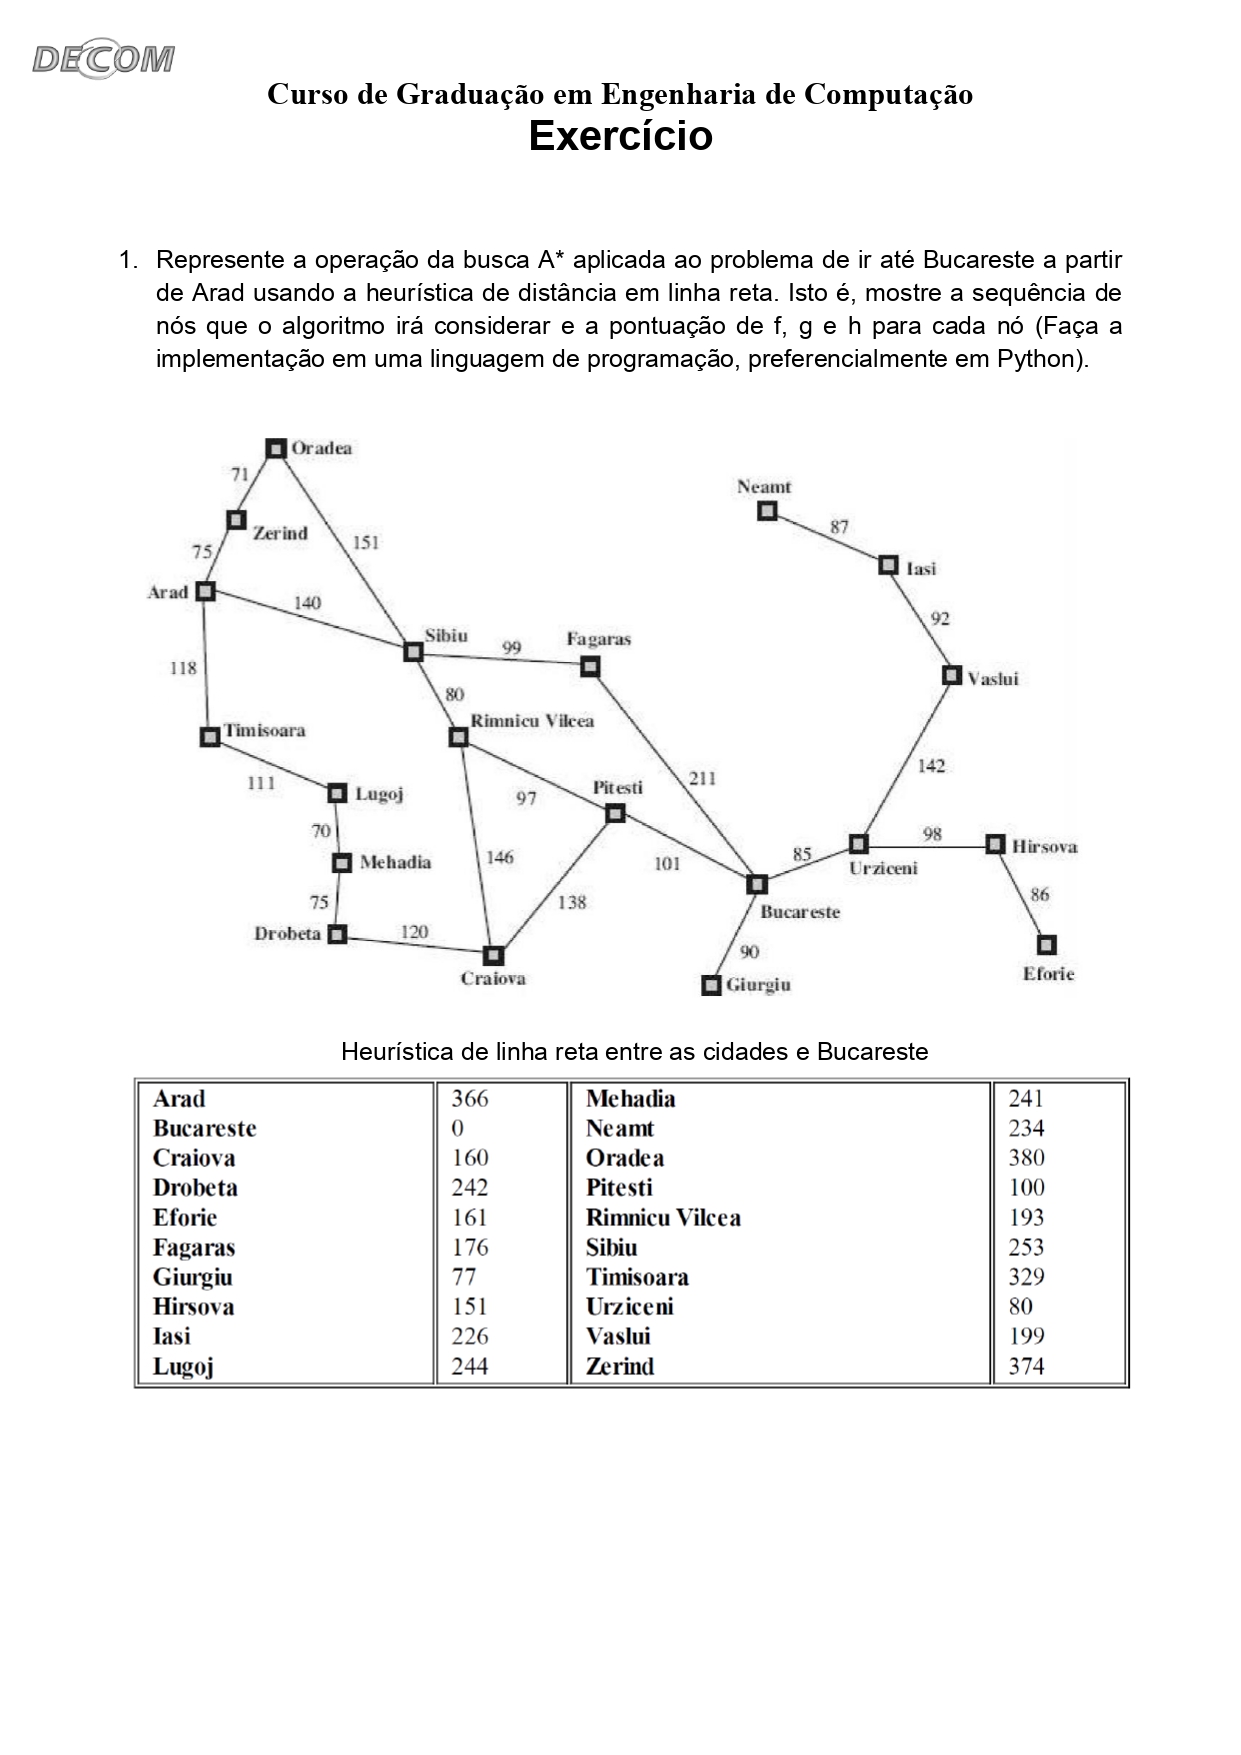 DECOM
Curso de Graduação em Engenharia de Computação
Exercício
1. Represente a operação da busca A* aplicada ao problema de ir até Bucareste a partir
de Arad usando a heurística de distância em linha reta. Isto é, mostre a sequência de
nós que o algoritmo irá considerar e a pontuação de f, g e h para cada nó (Faça a
implementação em uma linguagem de programação, preferencialmente em Python).
Oradea
71
Neamt
87
Zerind
151
75
Iasi
Arad
140
92
Sibiu
99
Fagaras
118
80
Vaslui
Rimnicu Vilcea
Timisoara
142
211
111
Lugoj
Pitesti
97
70
98
Hirsova
Mehadia
146
101
85
Urziceni
75
138
86
Bucareste
Drobeta
120
90
Craiova
Giurgiu
Eforie
Heurística de linha reta entre as cidades e Bucareste
Arad 366 Mehadia 241
Bucareste 0 Neamt 234
Craiova 160 Oradea 380
Drobeta 242 Pitesti 100
Eforie 161 Rimnicu Vilcea 193
Fagaras 176 Sibiu 253
Giurgiu 77 Timisoara 329
Hirsova 151 Urziceni 80
Iasi 226 Vaslui 199
Lugoj 244 Zerind 374